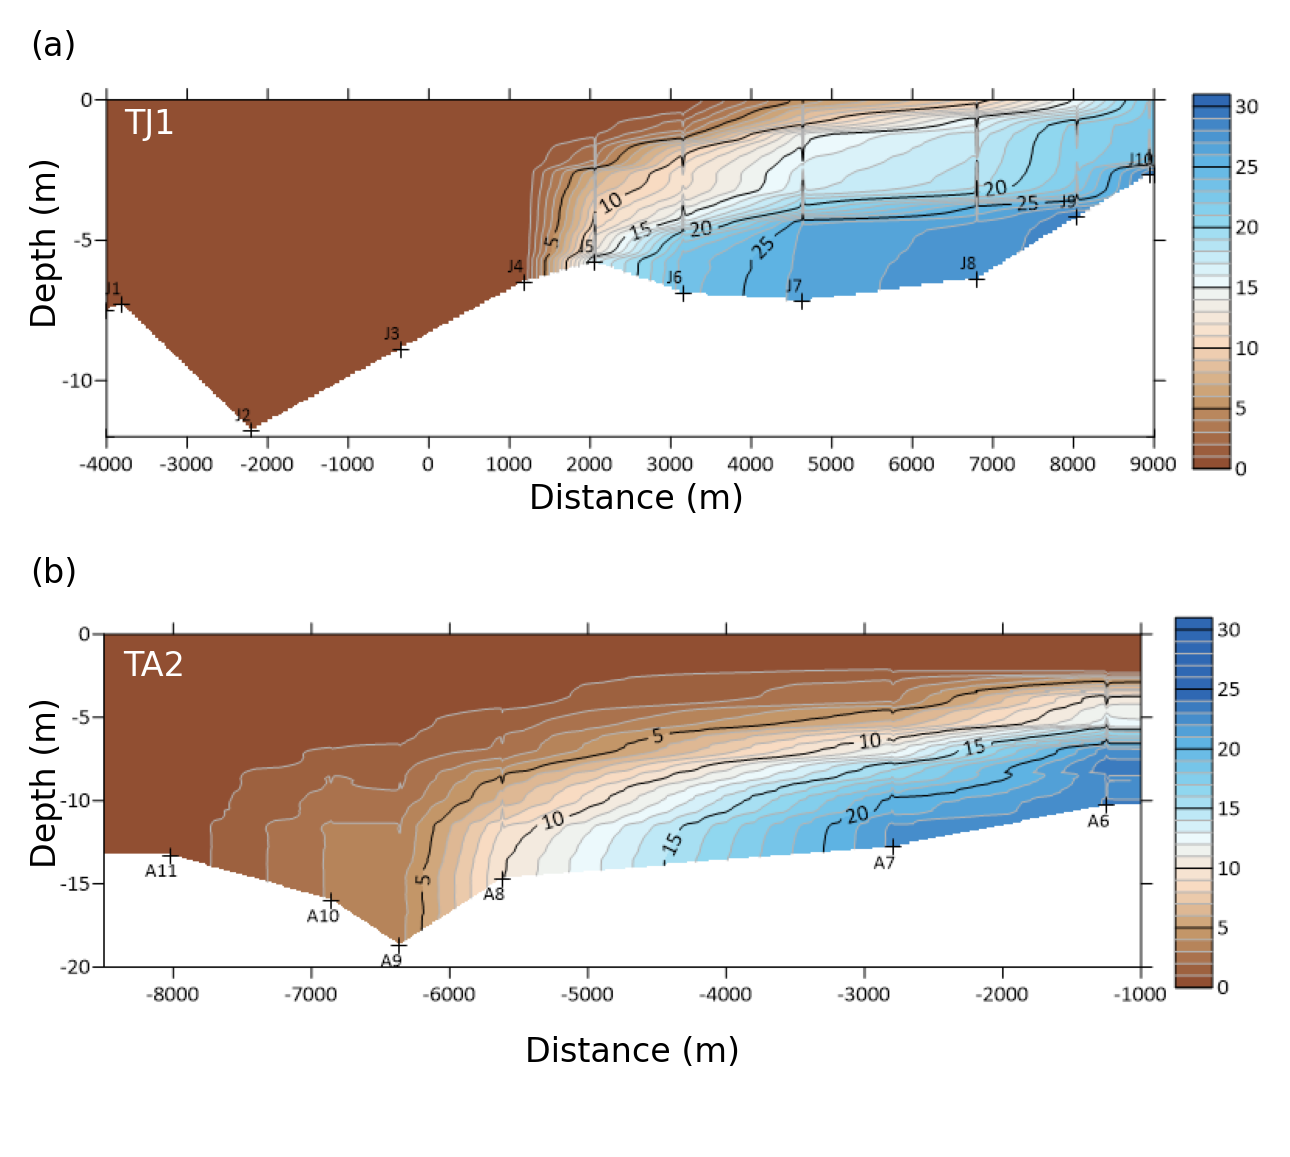 (a)
TJ1
0
-5
-10
Depth (m)
J1
J2
J3
J4
J5
J6
J7
J8
J9
J10
5
10
15
20
25
20
25
-4000 -3000 -2000 -1000 0 1000 2000 3000 4000 5000 6000 7000 8000 9000
Distance (m)
30
25
20
15
10
5
0
(b)
TA2
0
-5
-10
-15
-20
Depth (m)
A11
A10
A9
A8
A7
A6
5
5
10
10
15
15
20
-8000 -7000 -6000 -5000 -4000 -3000 -2000 -1000
Distance (m)
30
25
20
15
10
5
0